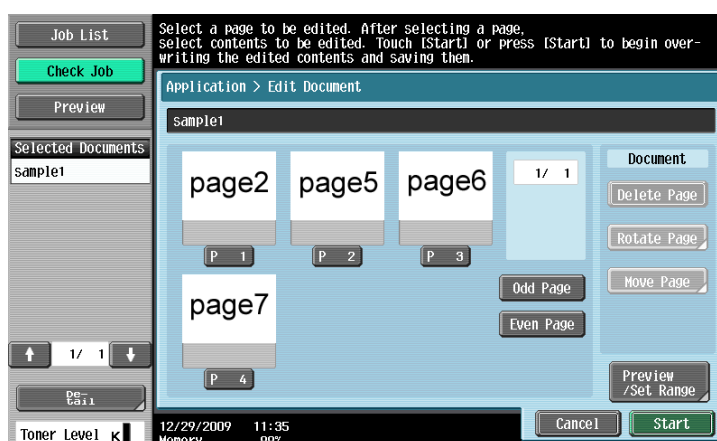 Job List
Check Job
Preview
Selected Documents
sample1
1/ 1
De-
tail
Toner Level K
Select a page to be edited. After selecting a page,
select contents to be edited. Touch [Start] or press [Start] to begin over-
writing the edited contents and saving them.
Application > Edit Document
sample1
page2
page5
page6
P 1
P 2
P 3
page7
P 4
1/ 1
Odd Page
Even Page
Document
Delete Page
Rotate Page
Move Page
Preview
/Set Range
12/29/2009 11:35
Memory 99%
Cancel
Start